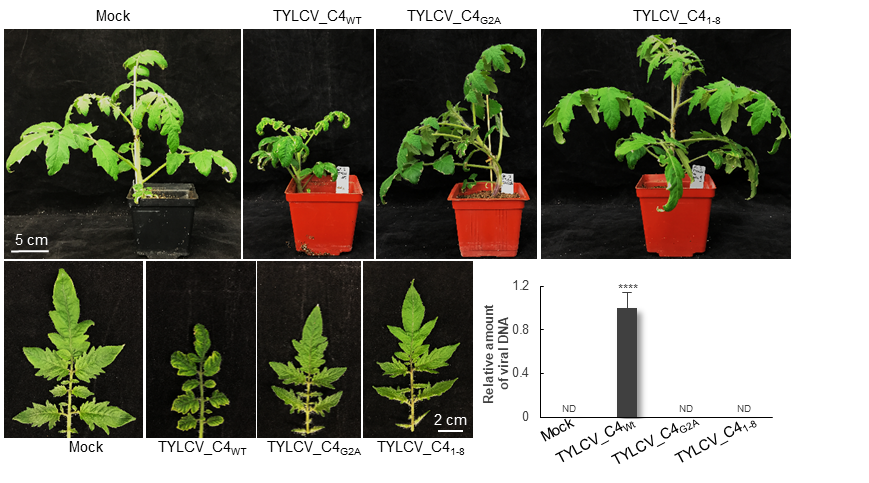 Mock TYLCV_C4WT TYLCV_C4G2A TYLCV_C41-8
5 cm
2 cm
Mock TYLCV_C4WT TYLCV_C4G2A TYLCV_C41-8
Relative amount
of viral DNA
1.2
0.8
0.4
0
****
ND ND ND
Mock TYLCV_C4Wt TYLCV_C4G2A TYLCV_C41-8